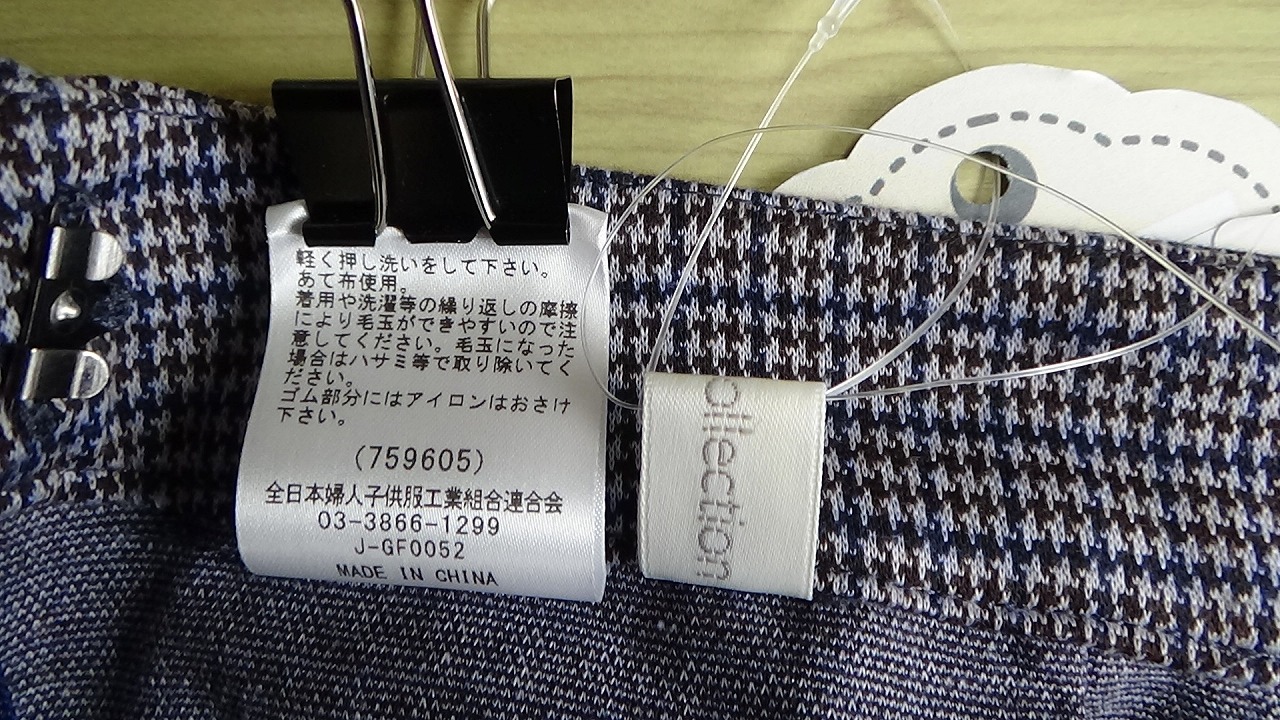 軽く押し洗いをして下さい。
あて布使用。
着用や洗濯等の繰り返しの摩擦
により毛玉ができやすいので注
意してください。毛玉になった
場合はハサミ等で取り除いてく
ださい。
ゴム部分にはアイロンはおさけ
下さい。
(759605)
全日本婦人子供服工業組合連合会
03-3866-1299
J-GF0052
MADE IN CHINA
ollection